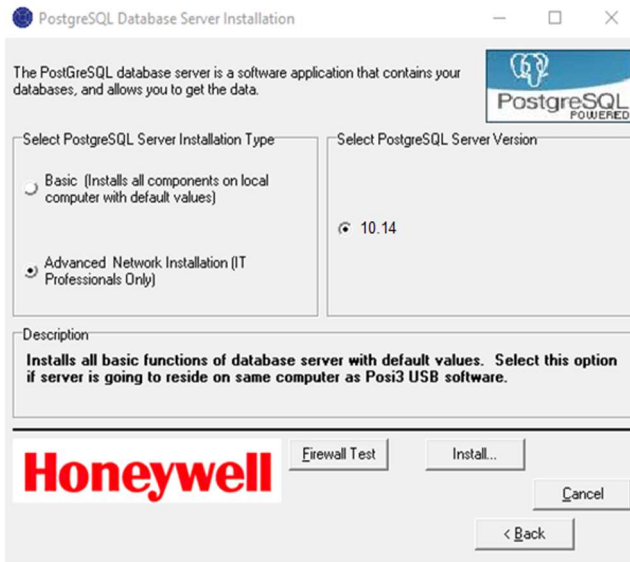 PostgreSQL Database Server Installation
The PostGreSQL database server is a software application that contains your
databases, and allows you to get the data.
PostgreSQL
POWERED
Select PostgreSQL Server Installation Type
Basic (Installs all components on local
computer with default values)
Advanced Network Installation (IT
Professionals Only)
Select PostgreSQL Server Version
10.14
Description
Installs all basic functions of database server with default values. Select this option
if server is going to reside on same computer as Posi3 USB software.
Honeywell
Firewall Test
Install...
Cancel
< Back